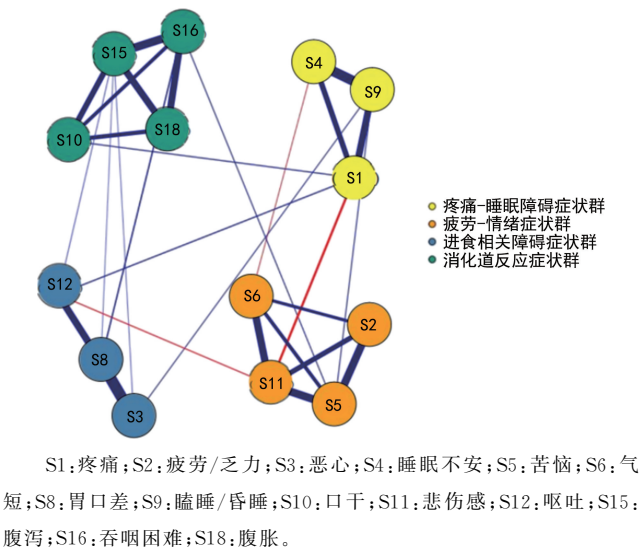 S16
S15
S4
S9
S18
S10
S1
疼痛-睡眠障碍症状群
疲劳-情绪症状群
进食相关障碍症状群
消化道反应症状群
S12
S6
S2
S8
S11
S5
S3
S1:疼痛;S2:疲劳/乏力;S3:恶心;S4:睡眠不安;S5:苦恼;S6:气
短;S8:胃口差;S9:瞌睡/昏睡;S10:口干;S11:悲伤感;S12:呕吐;S15:
腹泻;S16:吞咽困难;S18:腹胀。